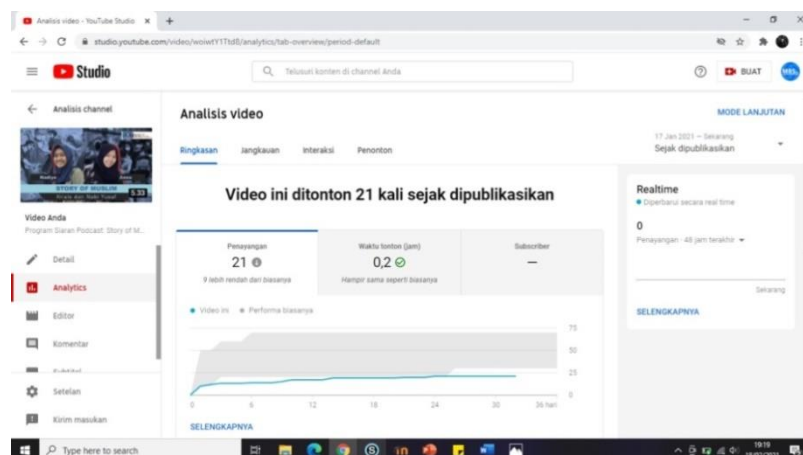 Analisis video - YouTube Studio
studio.youtube.com/video/woiwtY1Ttd8/analytics/tab-overview/period-default
Studio
Telusuri konten di channel Anda
BUAT
Analisis channel
STORY OF MUSLIM
5.33
Video Anda
Program Siaran Postcast: Story of M...
Detail
Analytics
Editor
Komentar
Subtitel
Setelan
Kirim masukan
Analisis video
MODE LANJUTAN
Ringkasan Jangkauan Interaksi Penonton
17 Jan 2021 — Sekarang
Sejak dipublikasikan
Video ini ditonton 21 kali sejak dipublikasikan
Penayangan
21
9 lebih rendah dari biasanya
Waktu tonton (jam)
0,2
Hampir sama seperti biasanya
Subscriber
—
Video ini Performa biasanya
75
50
25
0
0 6 12 18 24 30 36 hari
SELENGKAPNYA
Realtime
Diperbarui secara real time
0
Penayangan · 48 jam terakhir
Sekarang
SELENGKAPNYA
Type here to search
19:19